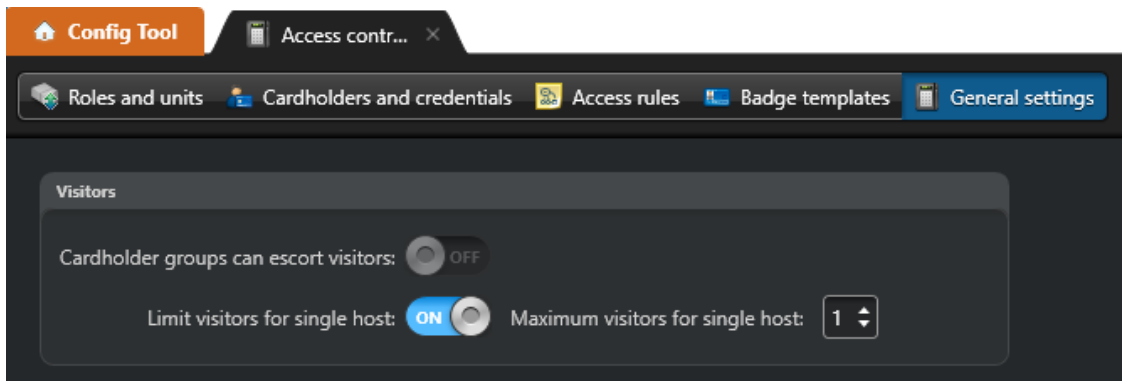 Config Tool Access contr...
Roles and units Cardholders and credentials Access rules Badge templates General settings
Visitors
Cardholder groups can escort visitors: OFF
Limit visitors for single host: ON Maximum visitors for single host: 1